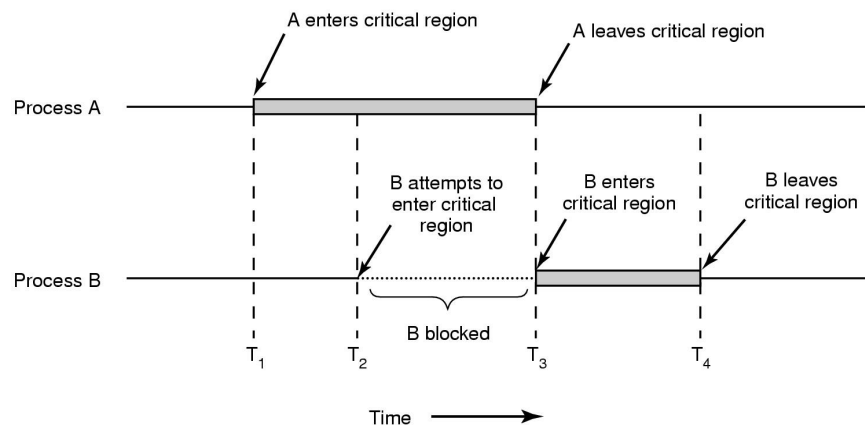 A enters critical region
A leaves critical region
Process A
B attempts to
enter critical
region
B enters
critical region
B leaves
critical region
Process B
B blocked
T1
T2
T3
T4
Time